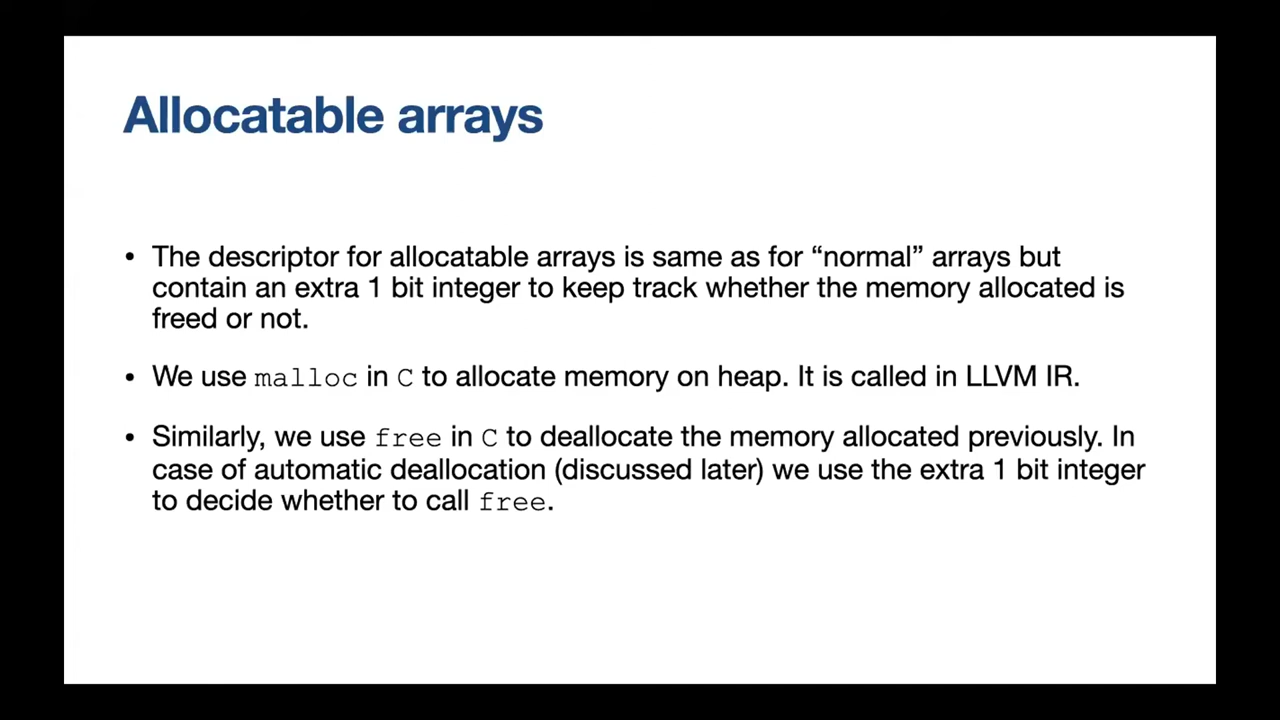 Allocatable arrays
• The descriptor for allocatable arrays is same as for “normal” arrays but
contain an extra 1 bit integer to keep track whether the memory allocated is
freed or not.
• We use malloc in C to allocate memory on heap. It is called in LLVM IR.
• Similarly, we use free in C to deallocate the memory allocated previously. In
case of automatic deallocation (discussed later) we use the extra 1 bit integer
to decide whether to call free.